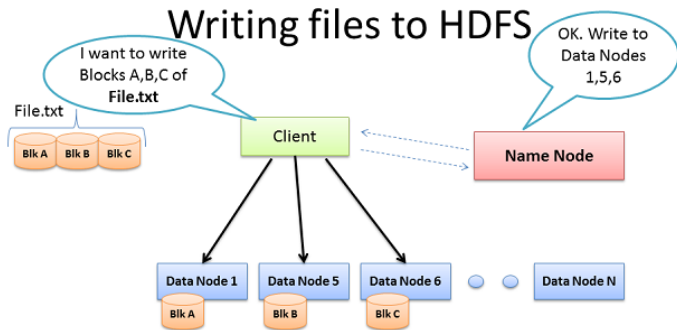 Writing files to HDFS
I want to write
Blocks A,B,C of
File.txt
OK. Write to
Data Nodes
1,5,6
File.txt
Blk A
Blk B
Blk C
Client
Name Node
Data Node 1
Data Node 5
Data Node 6
Data Node N
Blk A
Blk B
Blk C